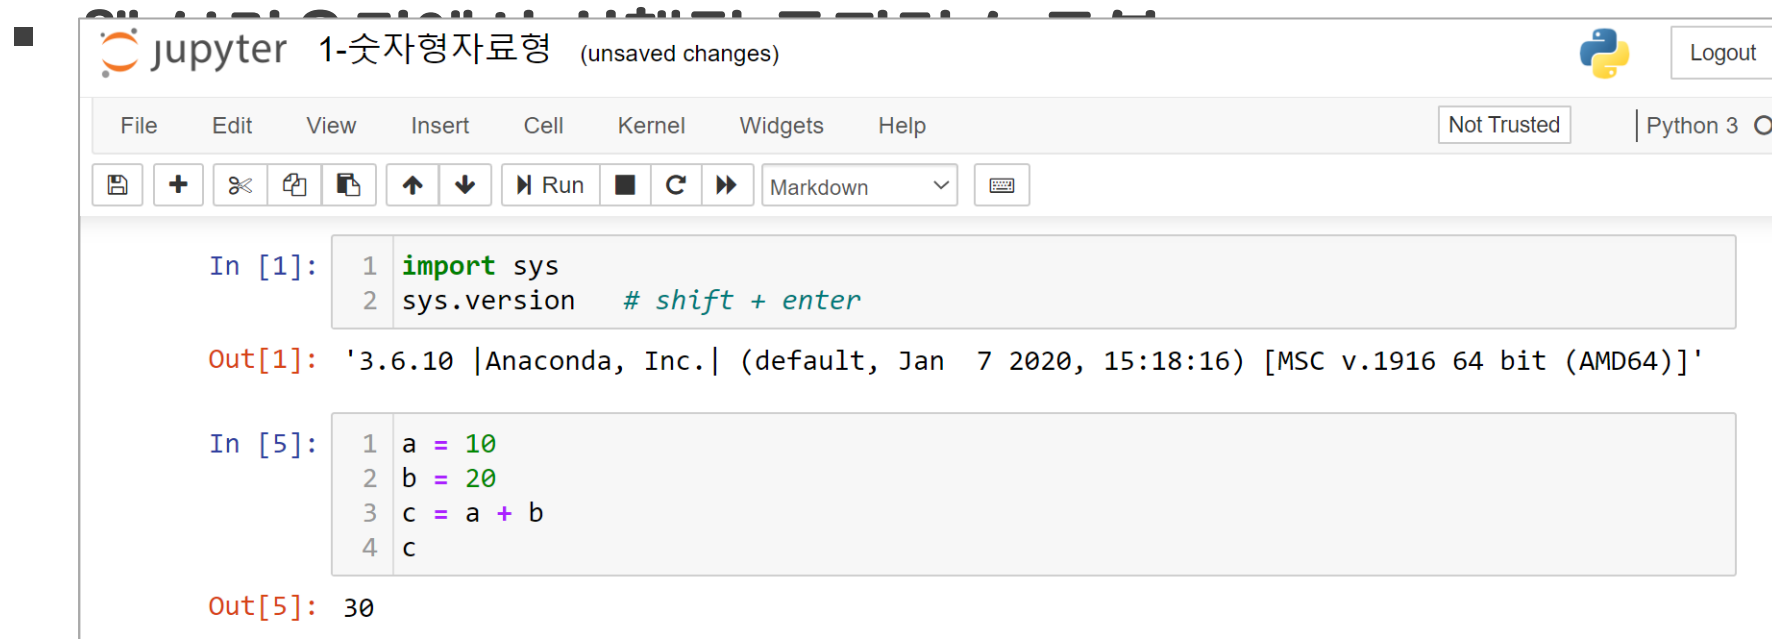 jupyter 1-숫자형자료형 (unsaved changes)
Logout
File Edit View Insert Cell Kernel Widgets Help
Not Trusted
Python 3
Run
Markdown
In [1]:
1 import sys
2 sys.version # shift + enter
Out[1]: '3.6.10 |Anaconda, Inc.| (default, Jan  7 2020, 15:18:16) [MSC v.1916 64 bit (AMD64)]'
In [5]:
1 a = 10
2 b = 20
3 c = a + b
4 c
Out[5]: 30